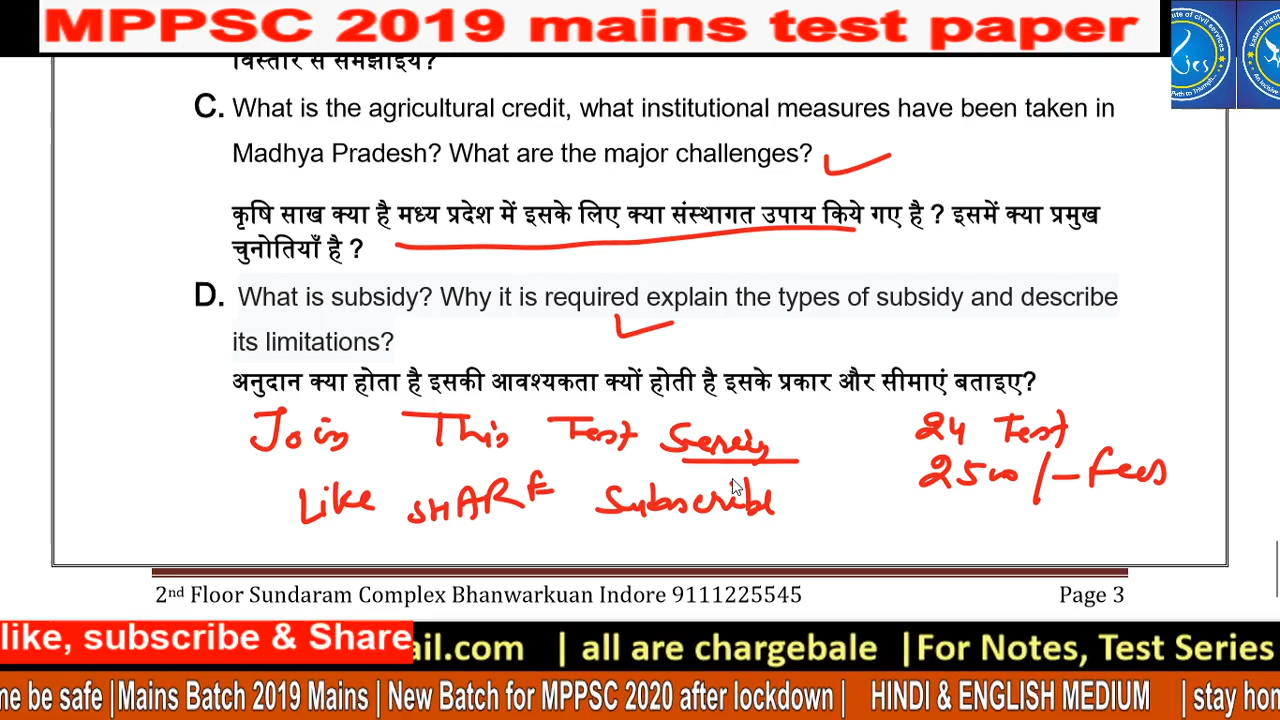 MPPSC 2019 mains test paper
विस्तार से समझाइये?
C. What is the agricultural credit, what institutional measures have been taken in
Madhya Pradesh? What are the major challenges?
कृषि साख क्या है मध्य प्रदेश में इसके लिए क्या संस्थागत उपाय किये गए है ? इसमें क्या प्रमुख
चुनोतियाँ है ?
D. What is subsidy? Why it is required explain the types of subsidy and describe
its limitations?
अनुदान क्या होता है इसकी आवश्यकता क्यों होती है इसके प्रकार और सीमाएं बताइए?
Join This Test Series 24 Test
2500/- Fees
Like SHARE Subscribe
2nd Floor Sundaram Complex Bhanwarkuan Indore 9111225545 Page 3
like, subscribe & Share ail.com | all are chargebale |For Notes, Test Series
me be safe |Mains Batch 2019 Mains | New Batch for MPPSC 2020 after lockdown | HINDI & ENGLISH MEDIUM | stay hom